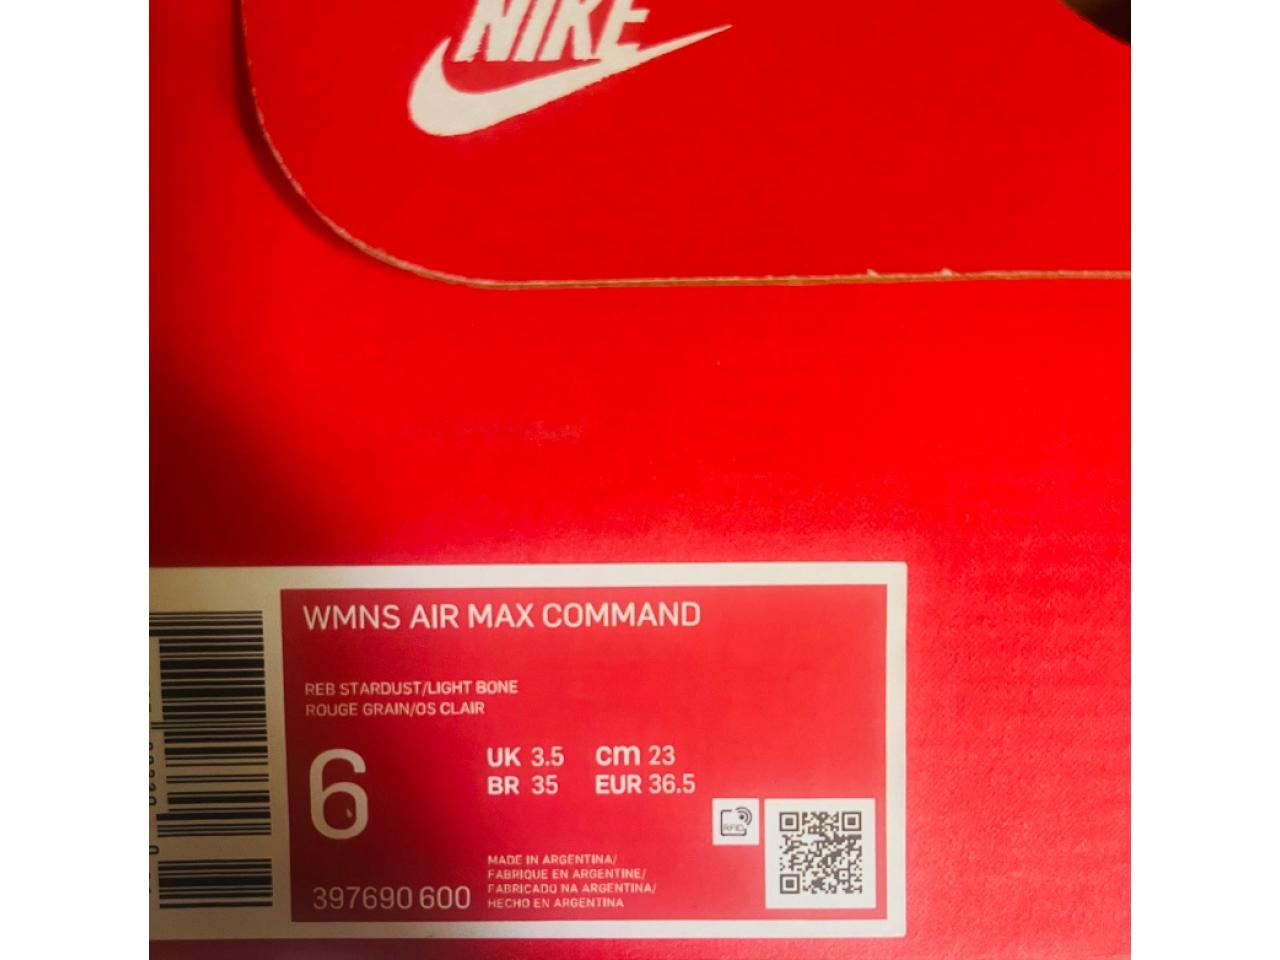 NIKE
WMNS AIR MAX COMMAND
REB STARDUST/LIGHT BONE
ROUGE GRAIN/OS CLAIR
6
UK 3.5 cm 23
BR 35 EUR 36.5
RFID
MADE IN ARGENTINA/
FABRIQUE EN ARGENTINE/
FABRICADO NA ARGENTINA/
HECHO EN ARGENTINA
397690 600